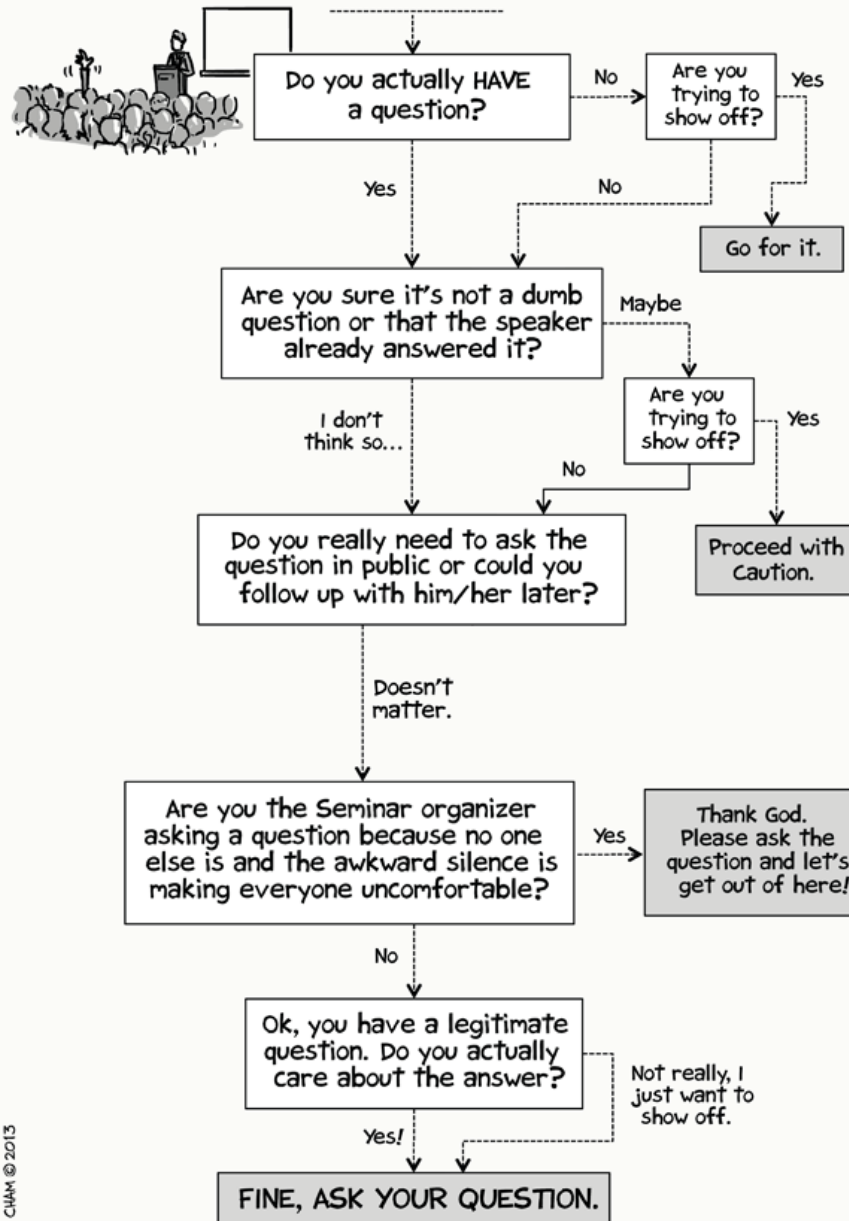 Do you actually HAVE
a question?
No
Are you
trying to
show off?
Yes
Go for it.
Yes
No
Are you sure it's not a dumb
question or that the speaker
already answered it?
Maybe
Are you
trying to
show off?
Yes
Proceed with
Caution.
I don't
think so...
No
Do you really need to ask the
question in public or could you
follow up with him/her later?
Doesn't
matter.
Are you the Seminar organizer
asking a question because no one
else is and the awkward silence is
making everyone uncomfortable?
Yes
Thank God.
Please ask the
question and let's
get out of here!
No
Ok, you have a legitimate
question. Do you actually
care about the answer?
Not really, I
just want to
show off.
Yes!
FINE, ASK YOUR QUESTION.
CHAM © 2013